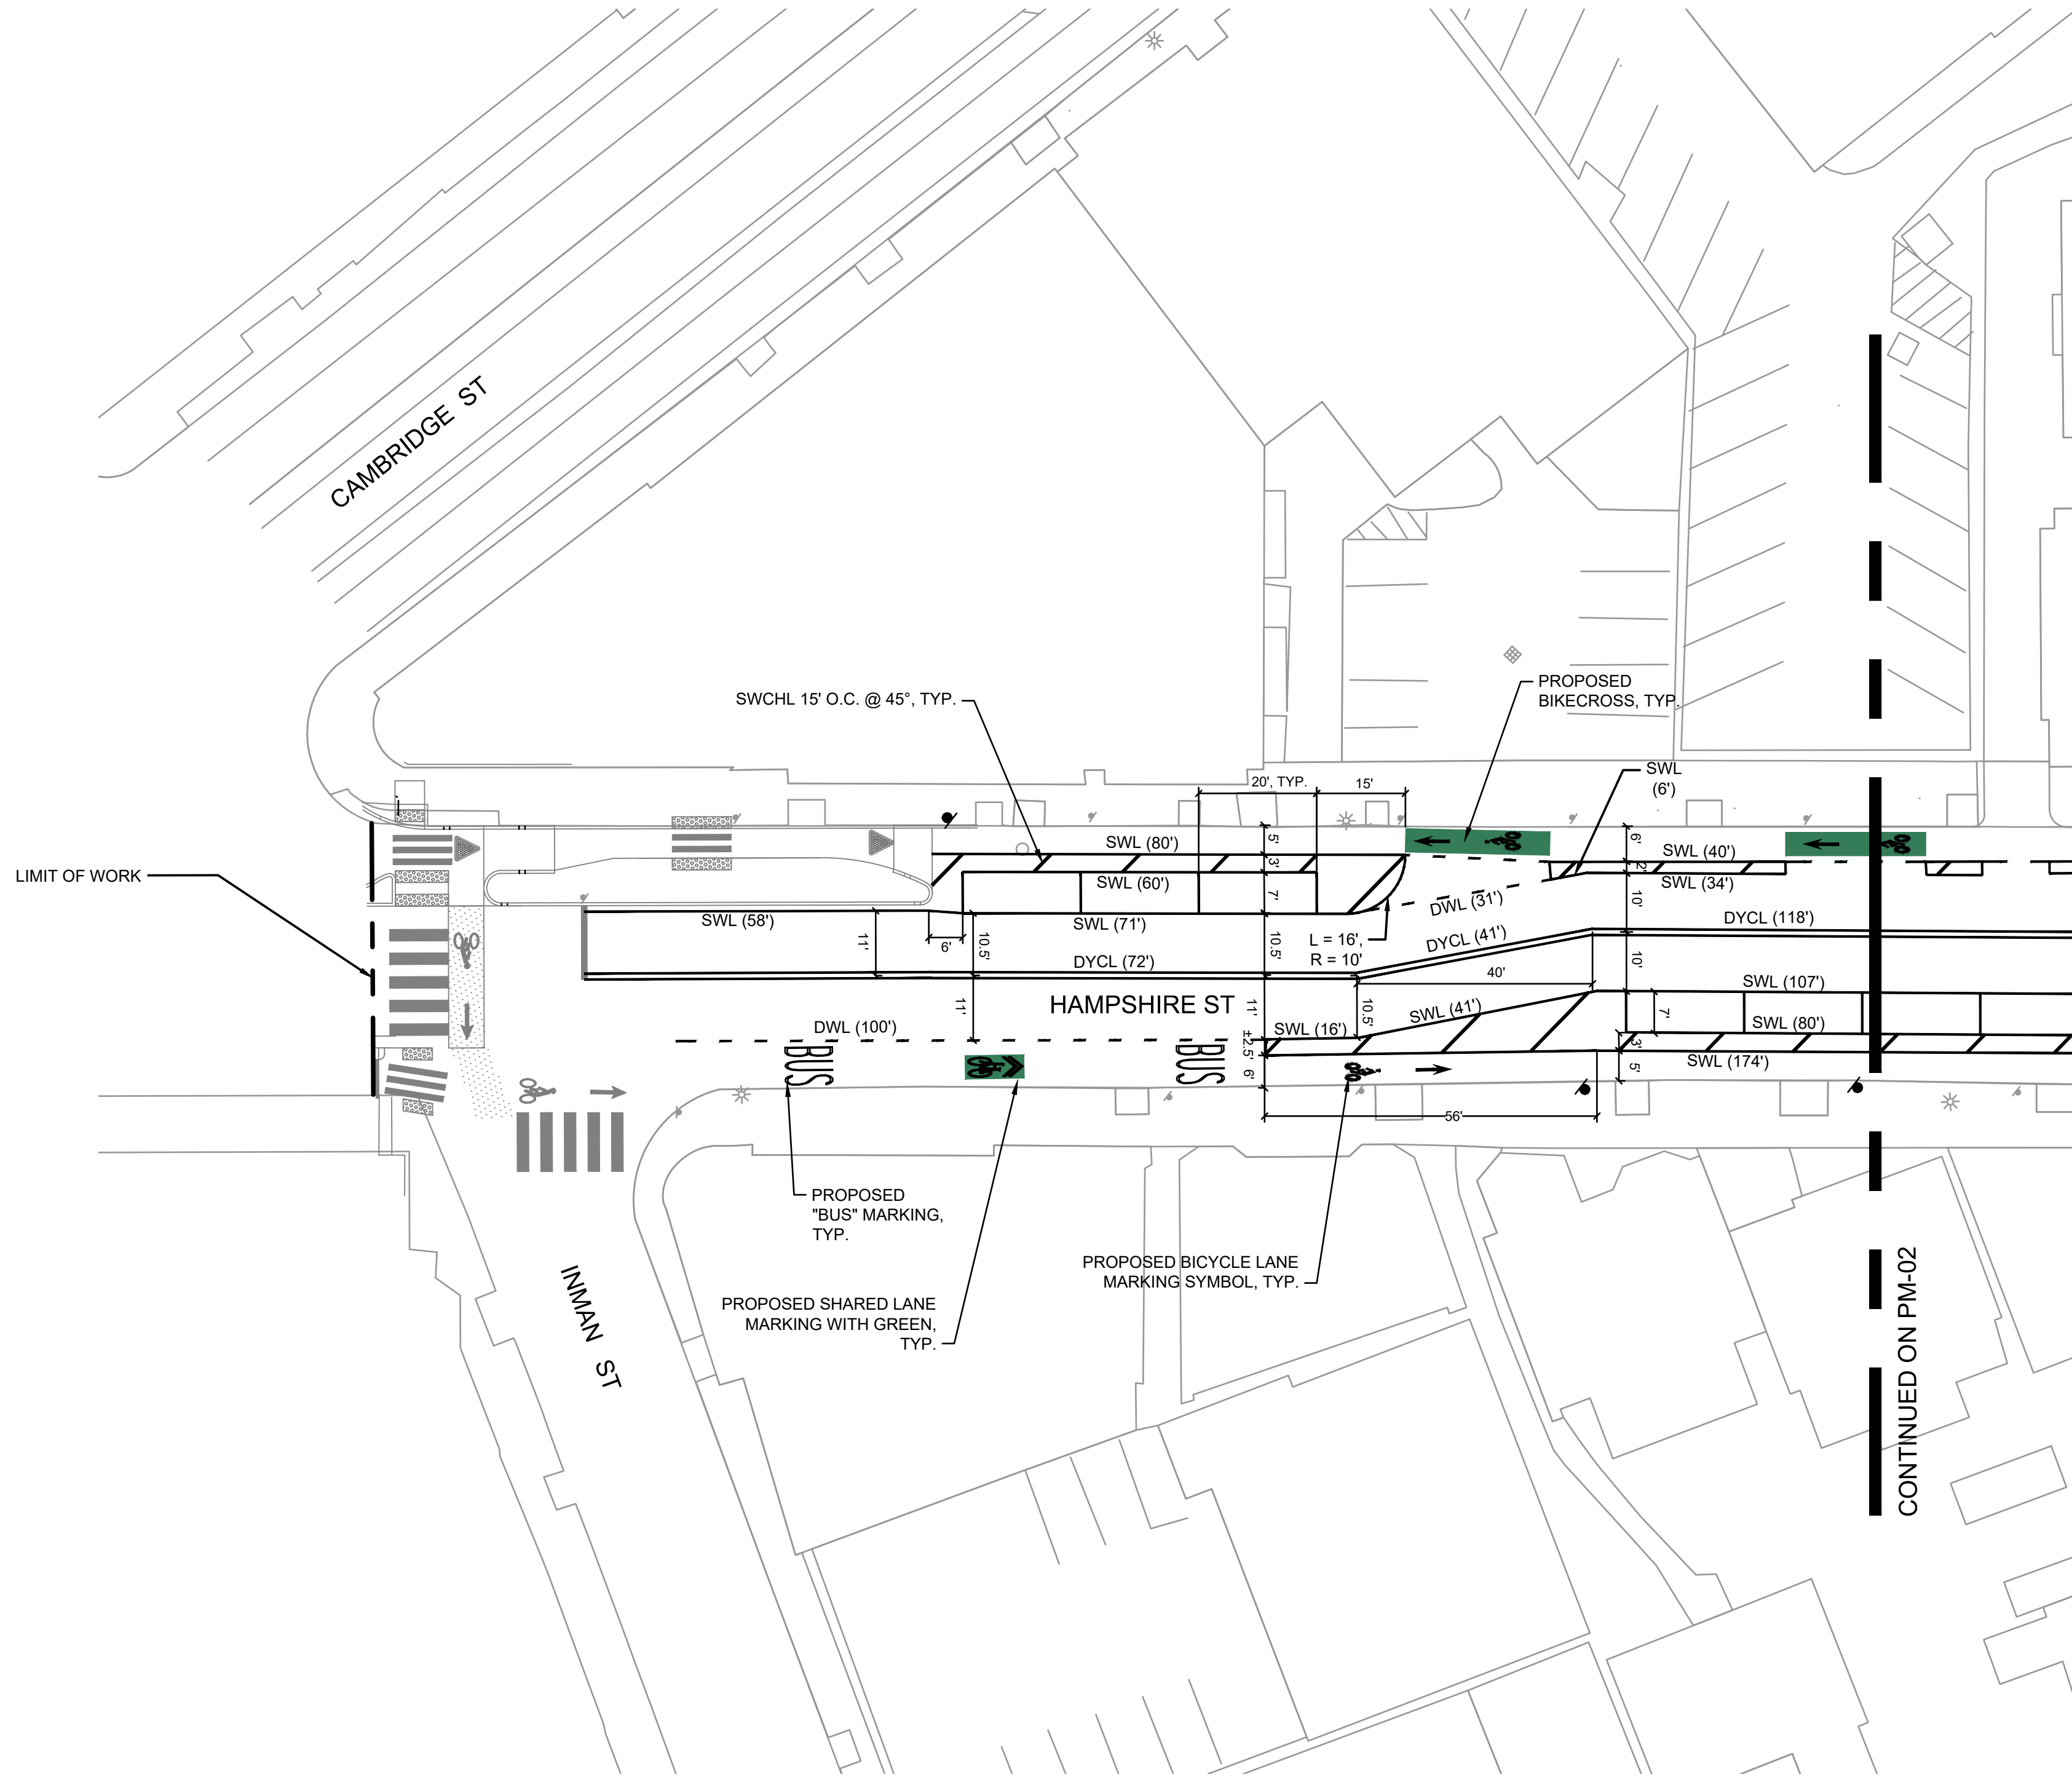 CAMBRIDGE ST
SWCHL 15' O.C. @ 45°, TYP.
PROPOSED
BIKECROSS, TYP.
SWL
(6')
20', TYP.
15'
LIMIT OF WORK
SWL (80')
5'
6'
SWL (40')
3'
2'
SWL (60')
7'
SWL (34')
10'
DWL (31')
SWL (58')
SWL (71')
DYCL (118')
11'
6'
10.5'
10.5'
L = 16',
R = 10'
DYCL (41')
DYCL (72')
40'
10'
SWL (107')
HAMPSHIRE ST
11'
11'
10.5'
SWL (41')
7'
DWL (100')
SWL (16')
SWL (80')
±2.5'
3'
BUS
BUS
SWL (174')
6'
5'
56'
PROPOSED
"BUS" MARKING,
TYP.
PROPOSED BICYCLE LANE
MARKING SYMBOL, TYP.
PROPOSED SHARED LANE
MARKING WITH GREEN,
TYP.
INMAN ST
CONTINUED ON PM-02